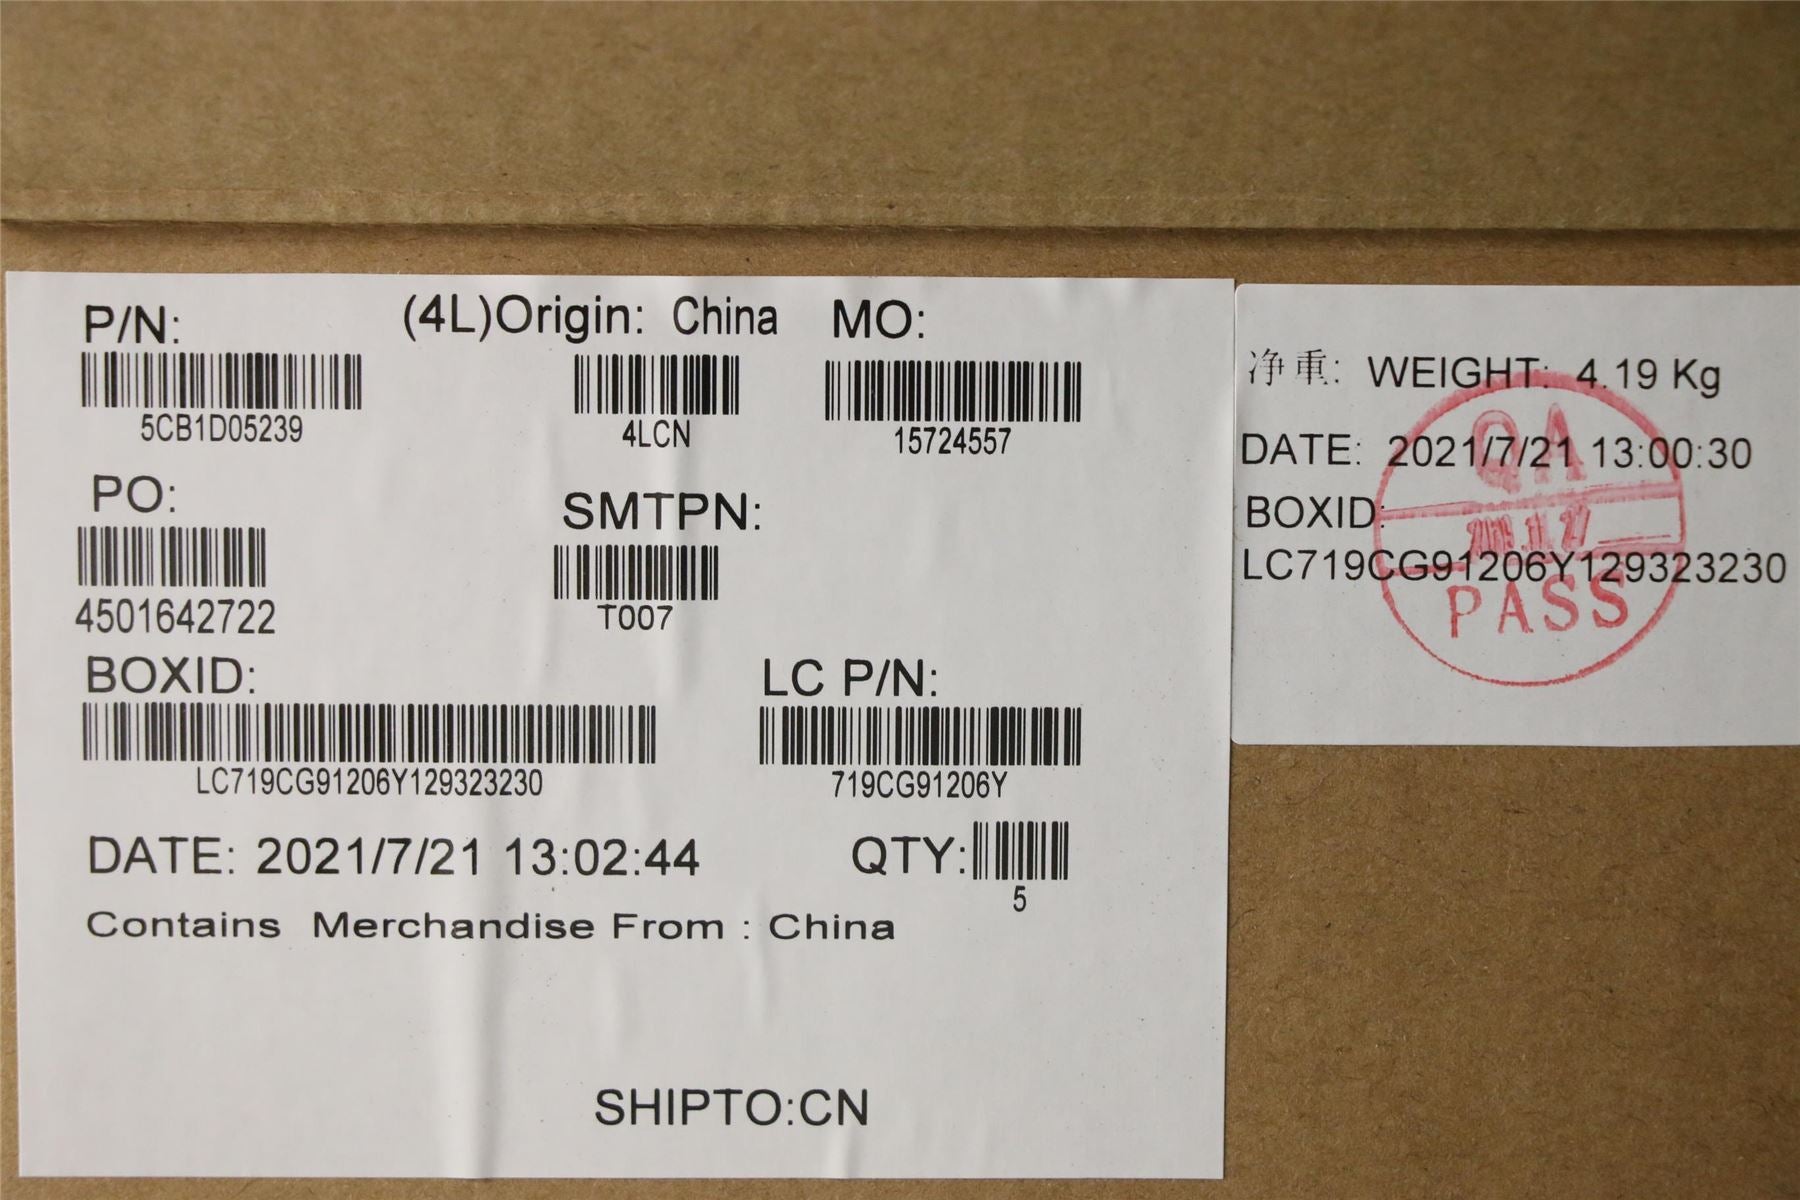 P/N: (4L)Origin: China MO:
5CB1D05239 4LCN 15724557
PO: SMTPN:
4501642722 T007
BOXID: LC P/N:
LC719CG91206Y129323230 719CG91206Y
DATE: 2021/7/21 13:02:44 QTY:
5
Contains Merchandise From : China
SHIPTO:CN
净重: WEIGHT: 4.19 Kg
DATE: 2021/7/21 13:00:30
BOXID:
LC719CG91206Y129323230
QA
PASS